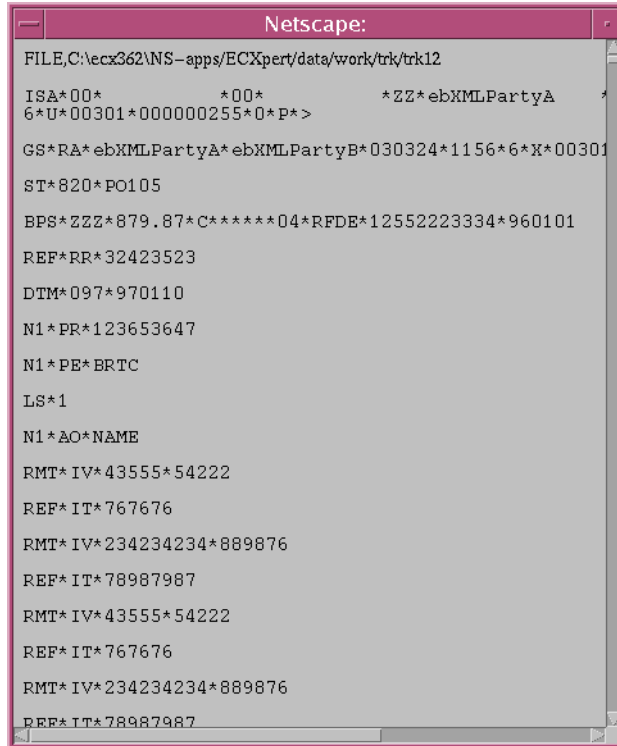 Netscape:
FILE,C:\ecx362\NS-apps/ECXpert/data/work/trk/trk12
ISA*00*          *00*          *ZZ*ebXMLPartyA    *
6*U*00301*000000255*0*P*>
GS*RA*ebXMLPartyA*ebXMLPartyB*030324*1156*6*X*00301
ST*820*PO105
BPS*ZZZ*879.87*C******04*RFDE*12552223334*960101
REF*RR*32423523
DTM*097*970110
N1*PR*123653647
N1*PE*BRTC
LS*1
N1*AO*NAME
RMT*IV*43555*54222
REF*IT*767676
RMT*IV*234234234*889876
REF*IT*78987987
RMT*IV*43555*54222
REF*IT*767676
RMT*IV*234234234*889876
REF*IT*78987987